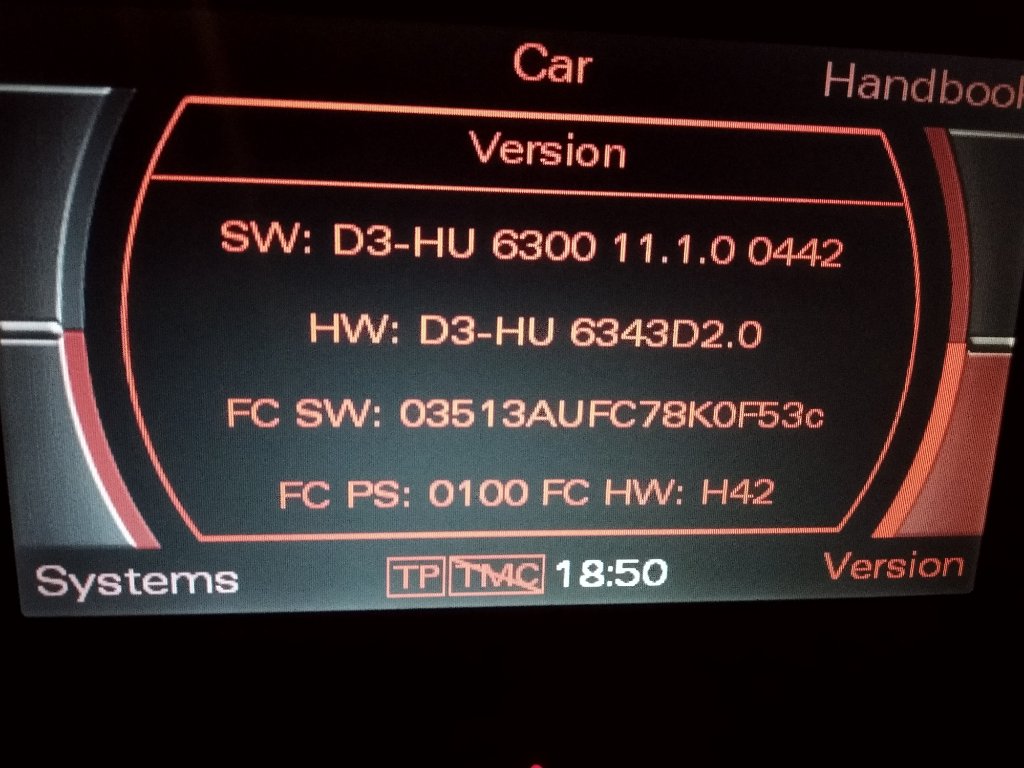 Car
Handbook
Version
SW: D3-HU 6300 11.1.0 0442
HW: D3-HU 6343D2.0
FC SW: 03513AUFC78K0F53c
FC PS: 0100 FC HW: H42
Systems
TP TMC 18:50
Version